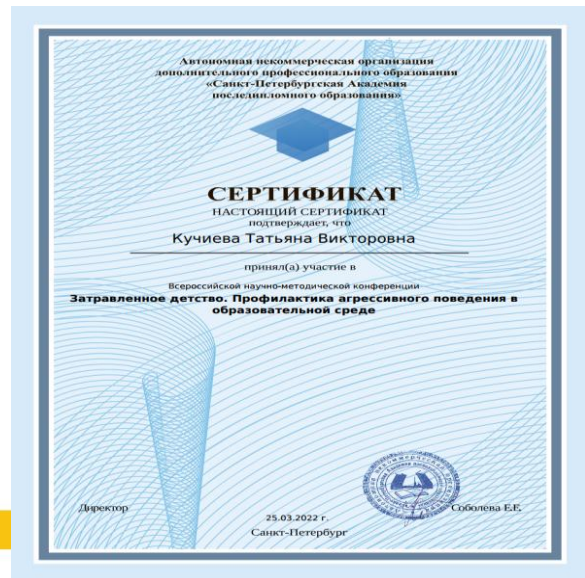 Автономная некоммерческая организация
дополнительного профессионального образования
«Санкт-Петербургская Академия
последипломного образования»
СЕРТИФИКАТ
НАСТОЯЩИЙ СЕРТИФИКАТ
подтверждает, что
Кучиева Татьяна Викторовна
принял(а) участие в
Всероссийской научно-методической конференции
Затравленное детство. Профилактика агрессивного поведения в
образовательной среде
Директор
Соболева Е.Е.
25.03.2022 г.
Санкт-Петербург